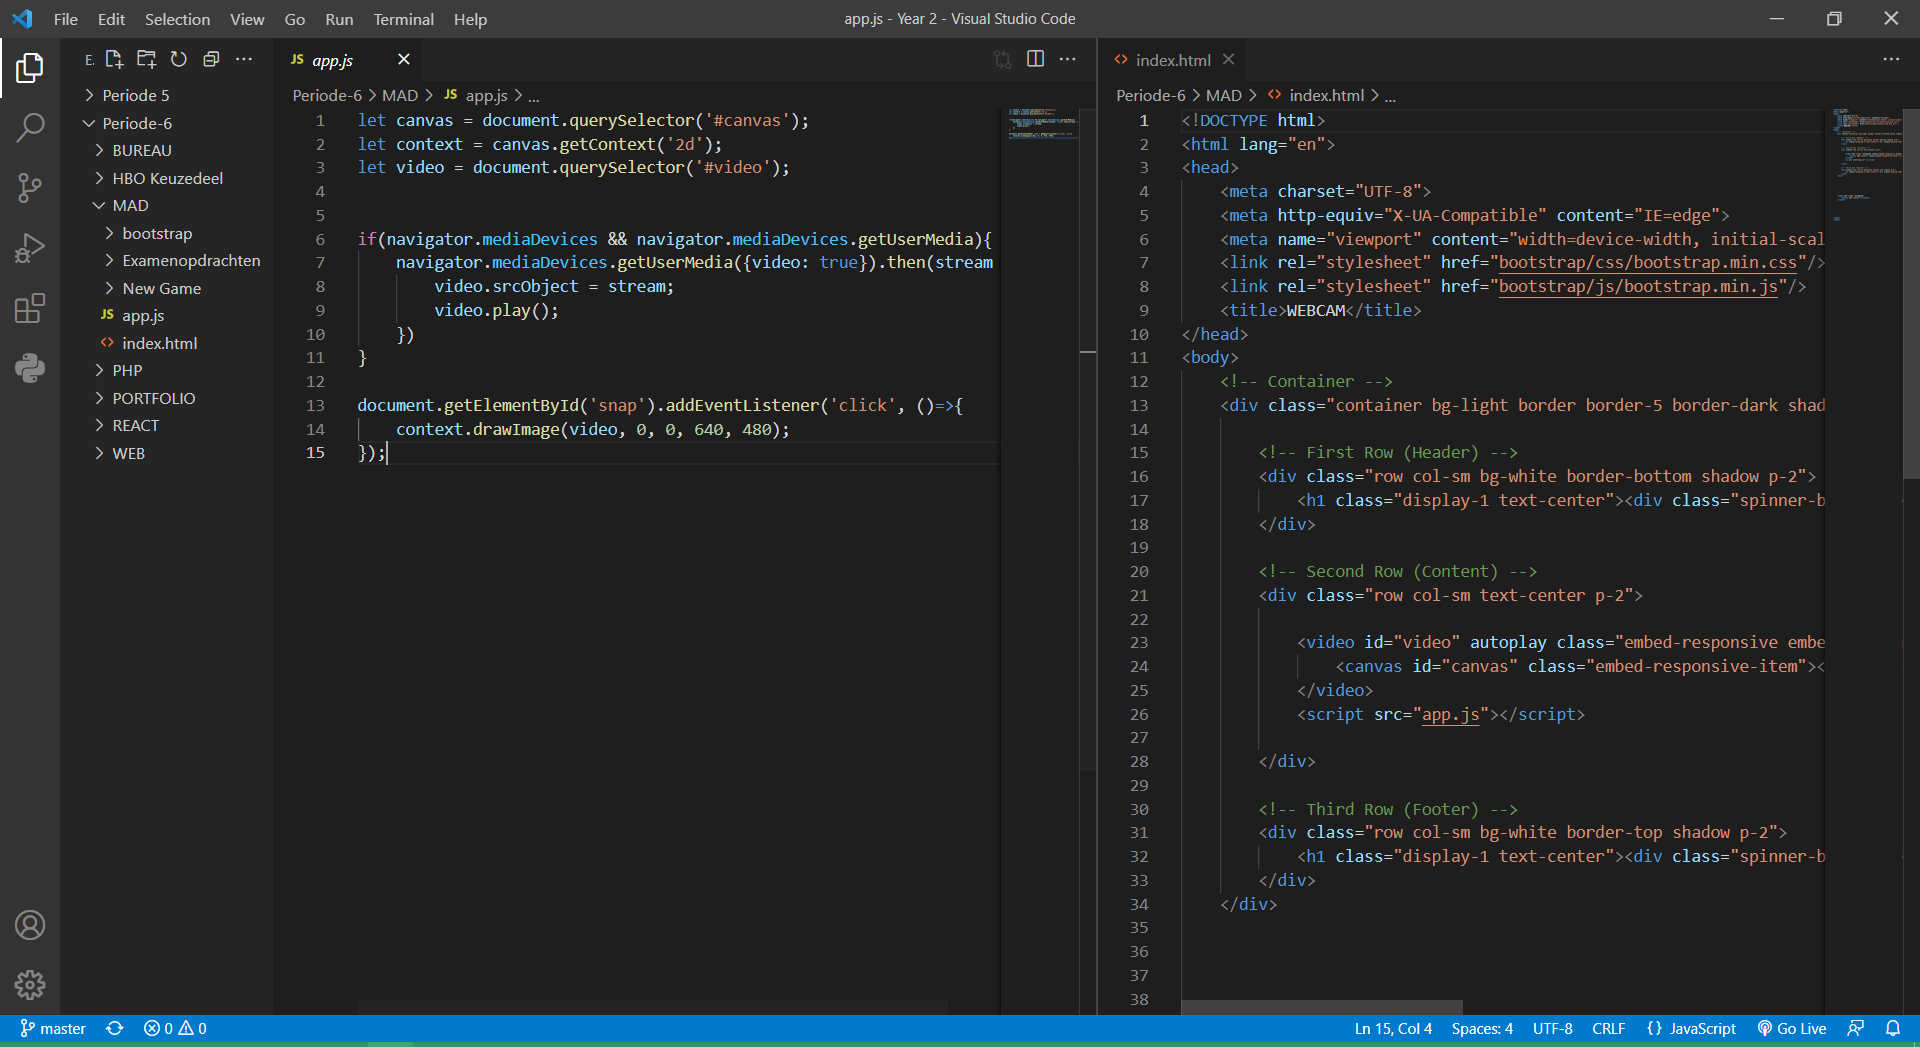 File Edit Selection View Go Run Terminal Help
app.js - Year 2 - Visual Studio Code
E.
Periode 5
Periode-6
BUREAU
HBO Keuzedeel
MAD
bootstrap
Examenopdrachten
New Game
JS app.js
<> index.html
PHP
PORTFOLIO
REACT
WEB
JS app.js
Periode-6 > MAD > JS app.js > ...
1 let canvas = document.querySelector('#canvas');
2 let context = canvas.getContext('2d');
3 let video = document.querySelector('#video');
4
5
6 if(navigator.mediaDevices && navigator.mediaDevices.getUserMedia){
7 navigator.mediaDevices.getUserMedia({video: true}).then(stream
8 video.srcObject = stream;
9 video.play();
10 })
11 }
12
13 document.getElementById('snap').addEventListener('click', ()=>{
14 context.drawImage(video, 0, 0, 640, 480);
15 });
<> index.html
Periode-6 > MAD > <> index.html > ...
1 <!DOCTYPE html>
2 <html lang="en">
3 <head>
4 <meta charset="UTF-8">
5 <meta http-equiv="X-UA-Compatible" content="IE=edge">
6 <meta name="viewport" content="width=device-width, initial-scal
7 <link rel="stylesheet" href="bootstrap/css/bootstrap.min.css"/>
8 <link rel="stylesheet" href="bootstrap/js/bootstrap.min.js"/>
9 <title>WEBCAM</title>
10 </head>
11 <body>
12 <!-- Container -->
13 <div class="container bg-light border border-5 border-dark shad
14
15 <!-- First Row (Header) -->
16 <div class="row col-sm bg-white border-bottom shadow p-2">
17 <h1 class="display-1 text-center"><div class="spinner-b
18 </div>
19
20 <!-- Second Row (Content) -->
21 <div class="row col-sm text-center p-2">
22
23 <video id="video" autoplay class="embed-responsive embe
24 <canvas id="canvas" class="embed-responsive-item"><
25 </video>
26 <script src="app.js"></script>
27
28 </div>
29
30 <!-- Third Row (Footer) -->
31 <div class="row col-sm bg-white border-top shadow p-2">
32 <h1 class="display-1 text-center"><div class="spinner-b
33 </div>
34 </div>
35
36
37
38
master 0 0
Ln 15, Col 4 Spaces: 4 UTF-8 CRLF {} JavaScript Go Live